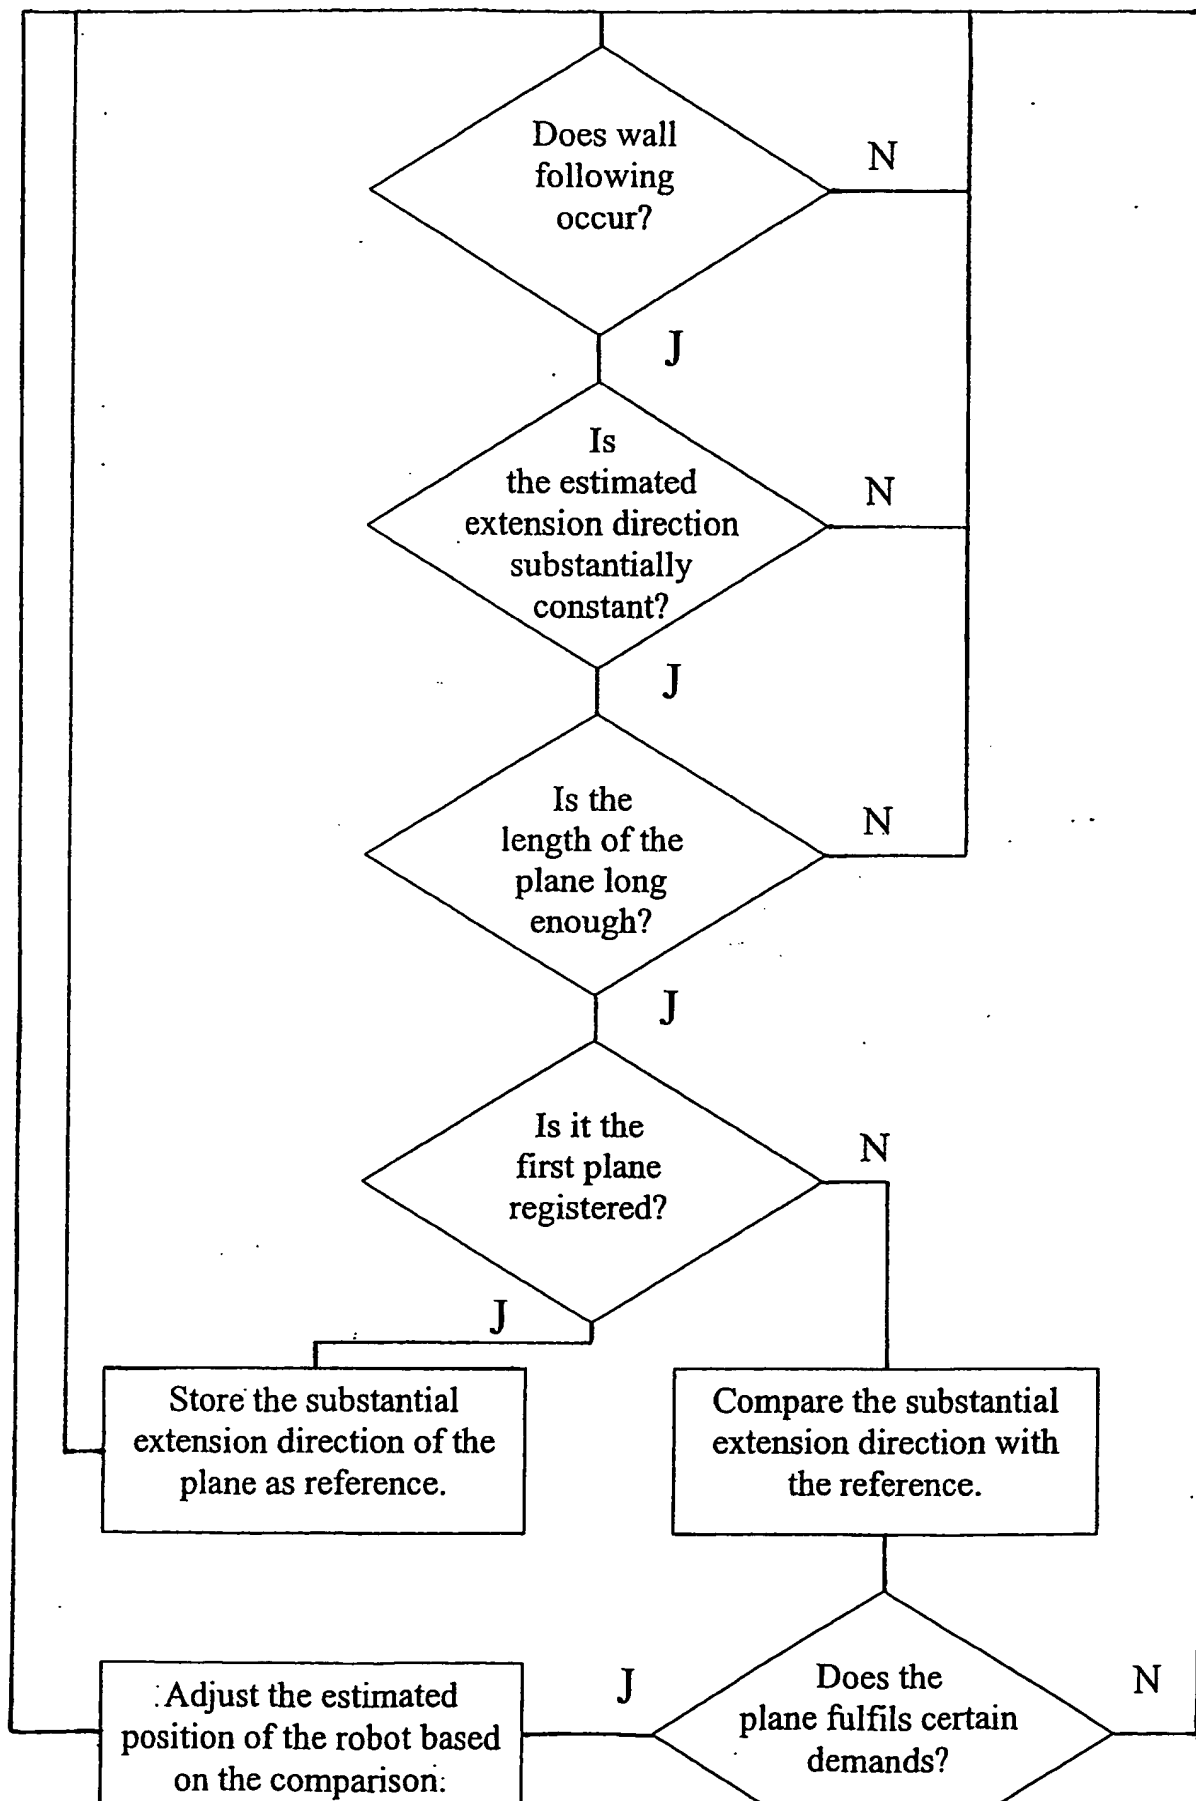 Does wall
following
occur?
N
J
Is
the estimated
extension direction
substantially
constant?
N
J
Is the
length of the
plane long
enough?
N
J
Is it the
first plane
registered?
N
J
Store the substantial
extension direction of the
plane as reference.
Compare the substantial
extension direction with
the reference.
Adjust the estimated
position of the robot based
on the comparison.
J
Does the
plane fulfils certain
demands?
N